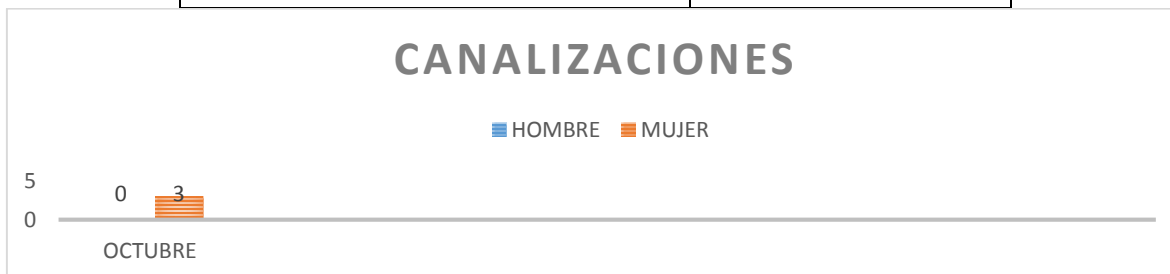 CANALIZACIONES
HOMBRE MUJER
5
0 3
0
OCTUBRE